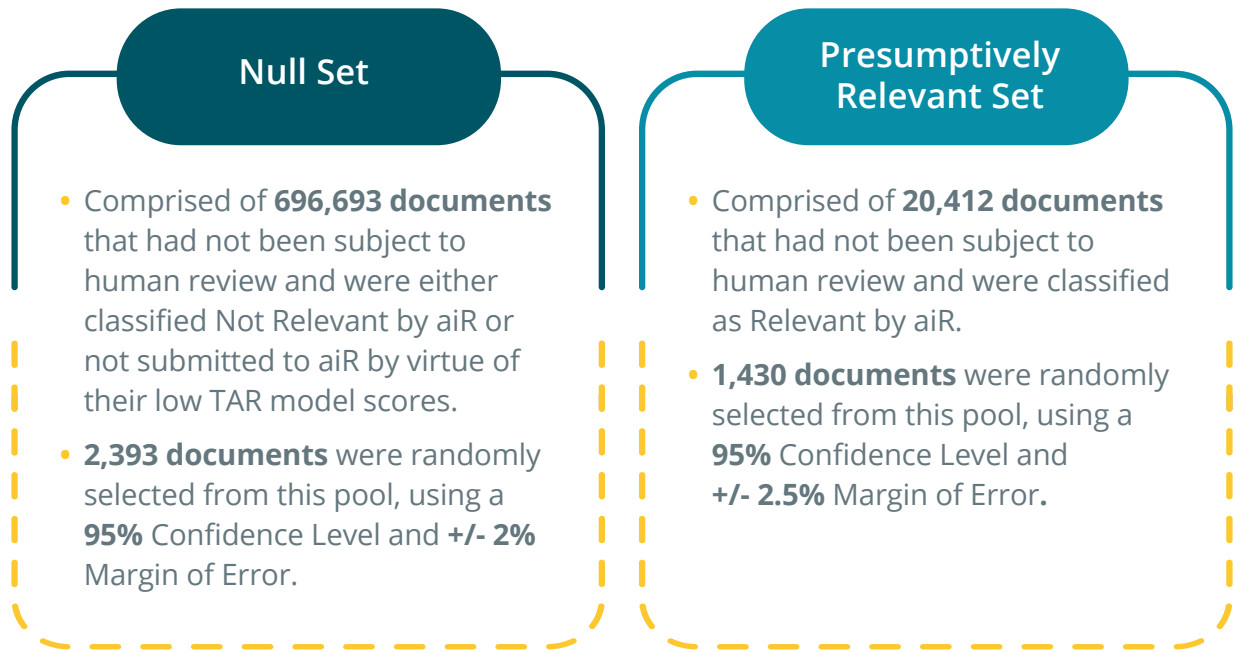 Null Set
• Comprised of 696,693 documents
that had not been subject to
human review and were either
classified Not Relevant by aiR or
not submitted to aiR by virtue of
their low TAR model scores.
• 2,393 documents were randomly
selected from this pool, using a
95% Confidence Level and +/- 2%
Margin of Error.
Presumptively
Relevant Set
• Comprised of 20,412 documents
that had not been subject to
human review and were classified
as Relevant by aiR.
• 1,430 documents were randomly
selected from this pool, using a
95% Confidence Level and
+/- 2.5% Margin of Error.